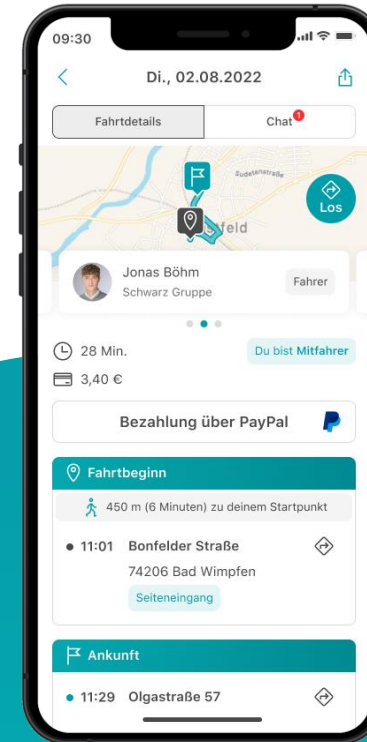 09:30
Di., 02.08.2022
Fahrtdetails
Chat
1
Sudetenstraße
Los
Jonas Böhm
Schwarz Gruppe
Fahrer
28 Min.
Du bist Mitfahrer
3,40 €
Bezahlung über PayPal
Fahrtbeginn
450 m (6 Minuten) zu deinem Startpunkt
11:01 Bonfelder Straße
74206 Bad Wimpfen
Seiteneingang
Ankunft
11:29 Olgastraße 57